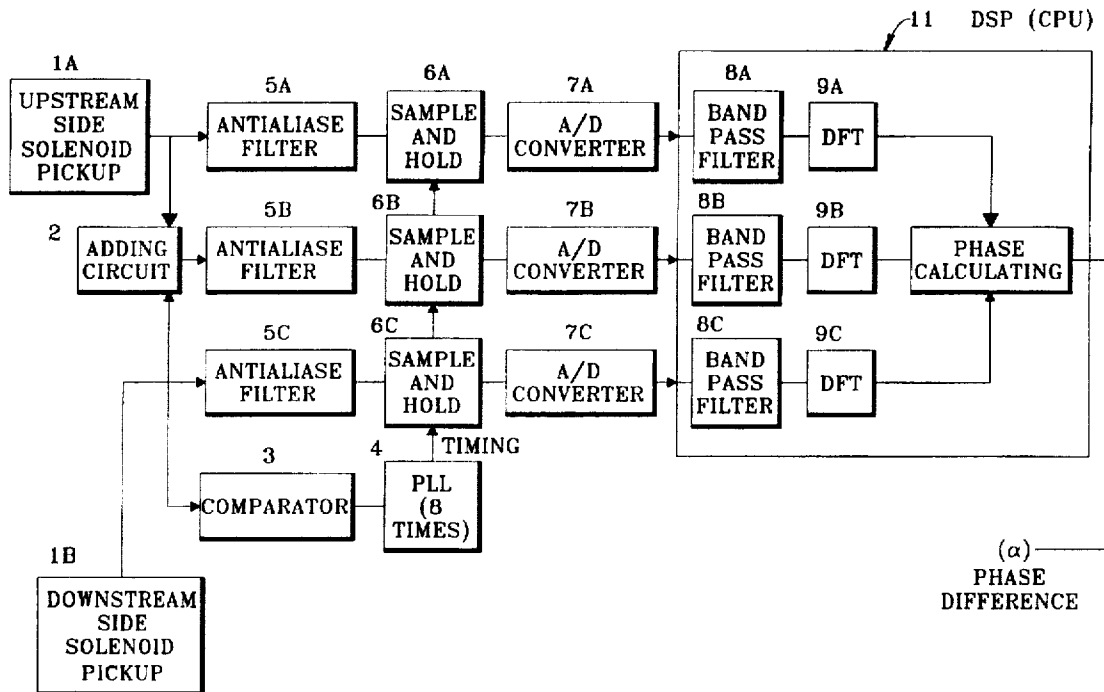 11 DSP (CPU)
1A
UPSTREAM
SIDE
SOLENOID
PICKUP
5A
ANTIALIASE
FILTER
6A
SAMPLE
AND
HOLD
7A
A/D
CONVERTER
8A
BAND
PASS
FILTER
9A
DFT
2
ADDING
CIRCUIT
5B
ANTIALIASE
FILTER
6B
SAMPLE
AND
HOLD
7B
A/D
CONVERTER
8B
BAND
PASS
FILTER
9B
DFT
PHASE
CALCULATING
5C
ANTIALIASE
FILTER
6C
SAMPLE
AND
HOLD
7C
A/D
CONVERTER
8C
BAND
PASS
FILTER
9C
DFT
TIMING
3
COMPARATOR
4
PLL
(8
TIMES)
1B
DOWNSTREAM
SIDE
SOLENOID
PICKUP
(α)
PHASE
DIFFERENCE